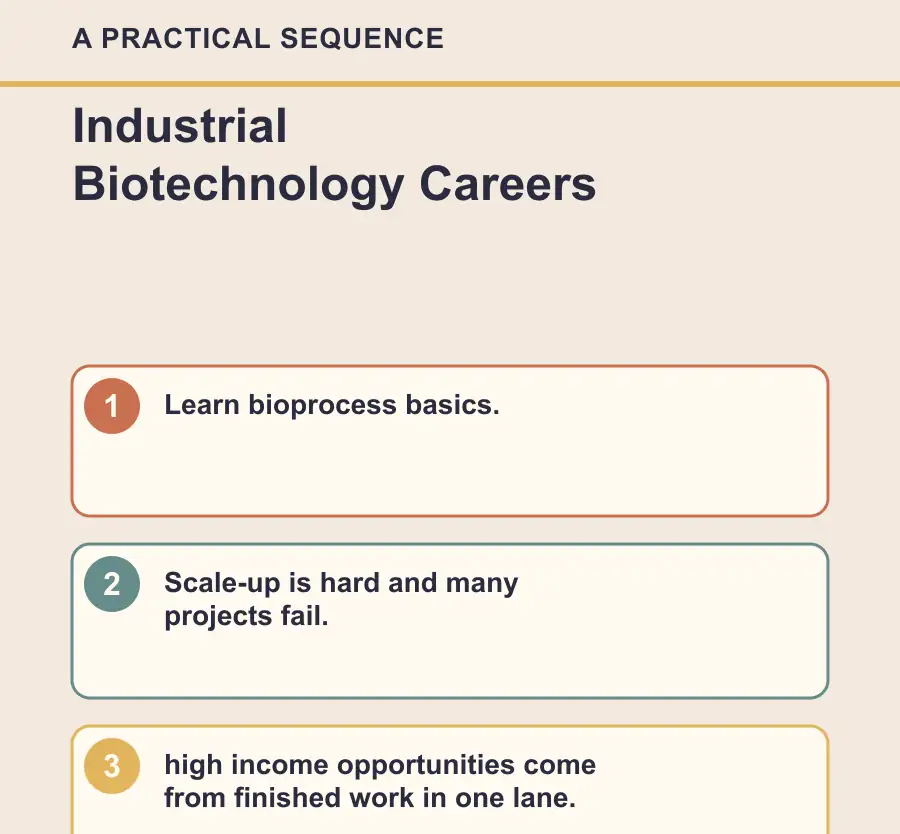 A PRACTICAL SEQUENCE
Industrial
Biotechnology Careers
1
Learn bioprocess basics.
2
Scale-up is hard and many
projects fail.
3
high income opportunities come
from finished work in one lane.